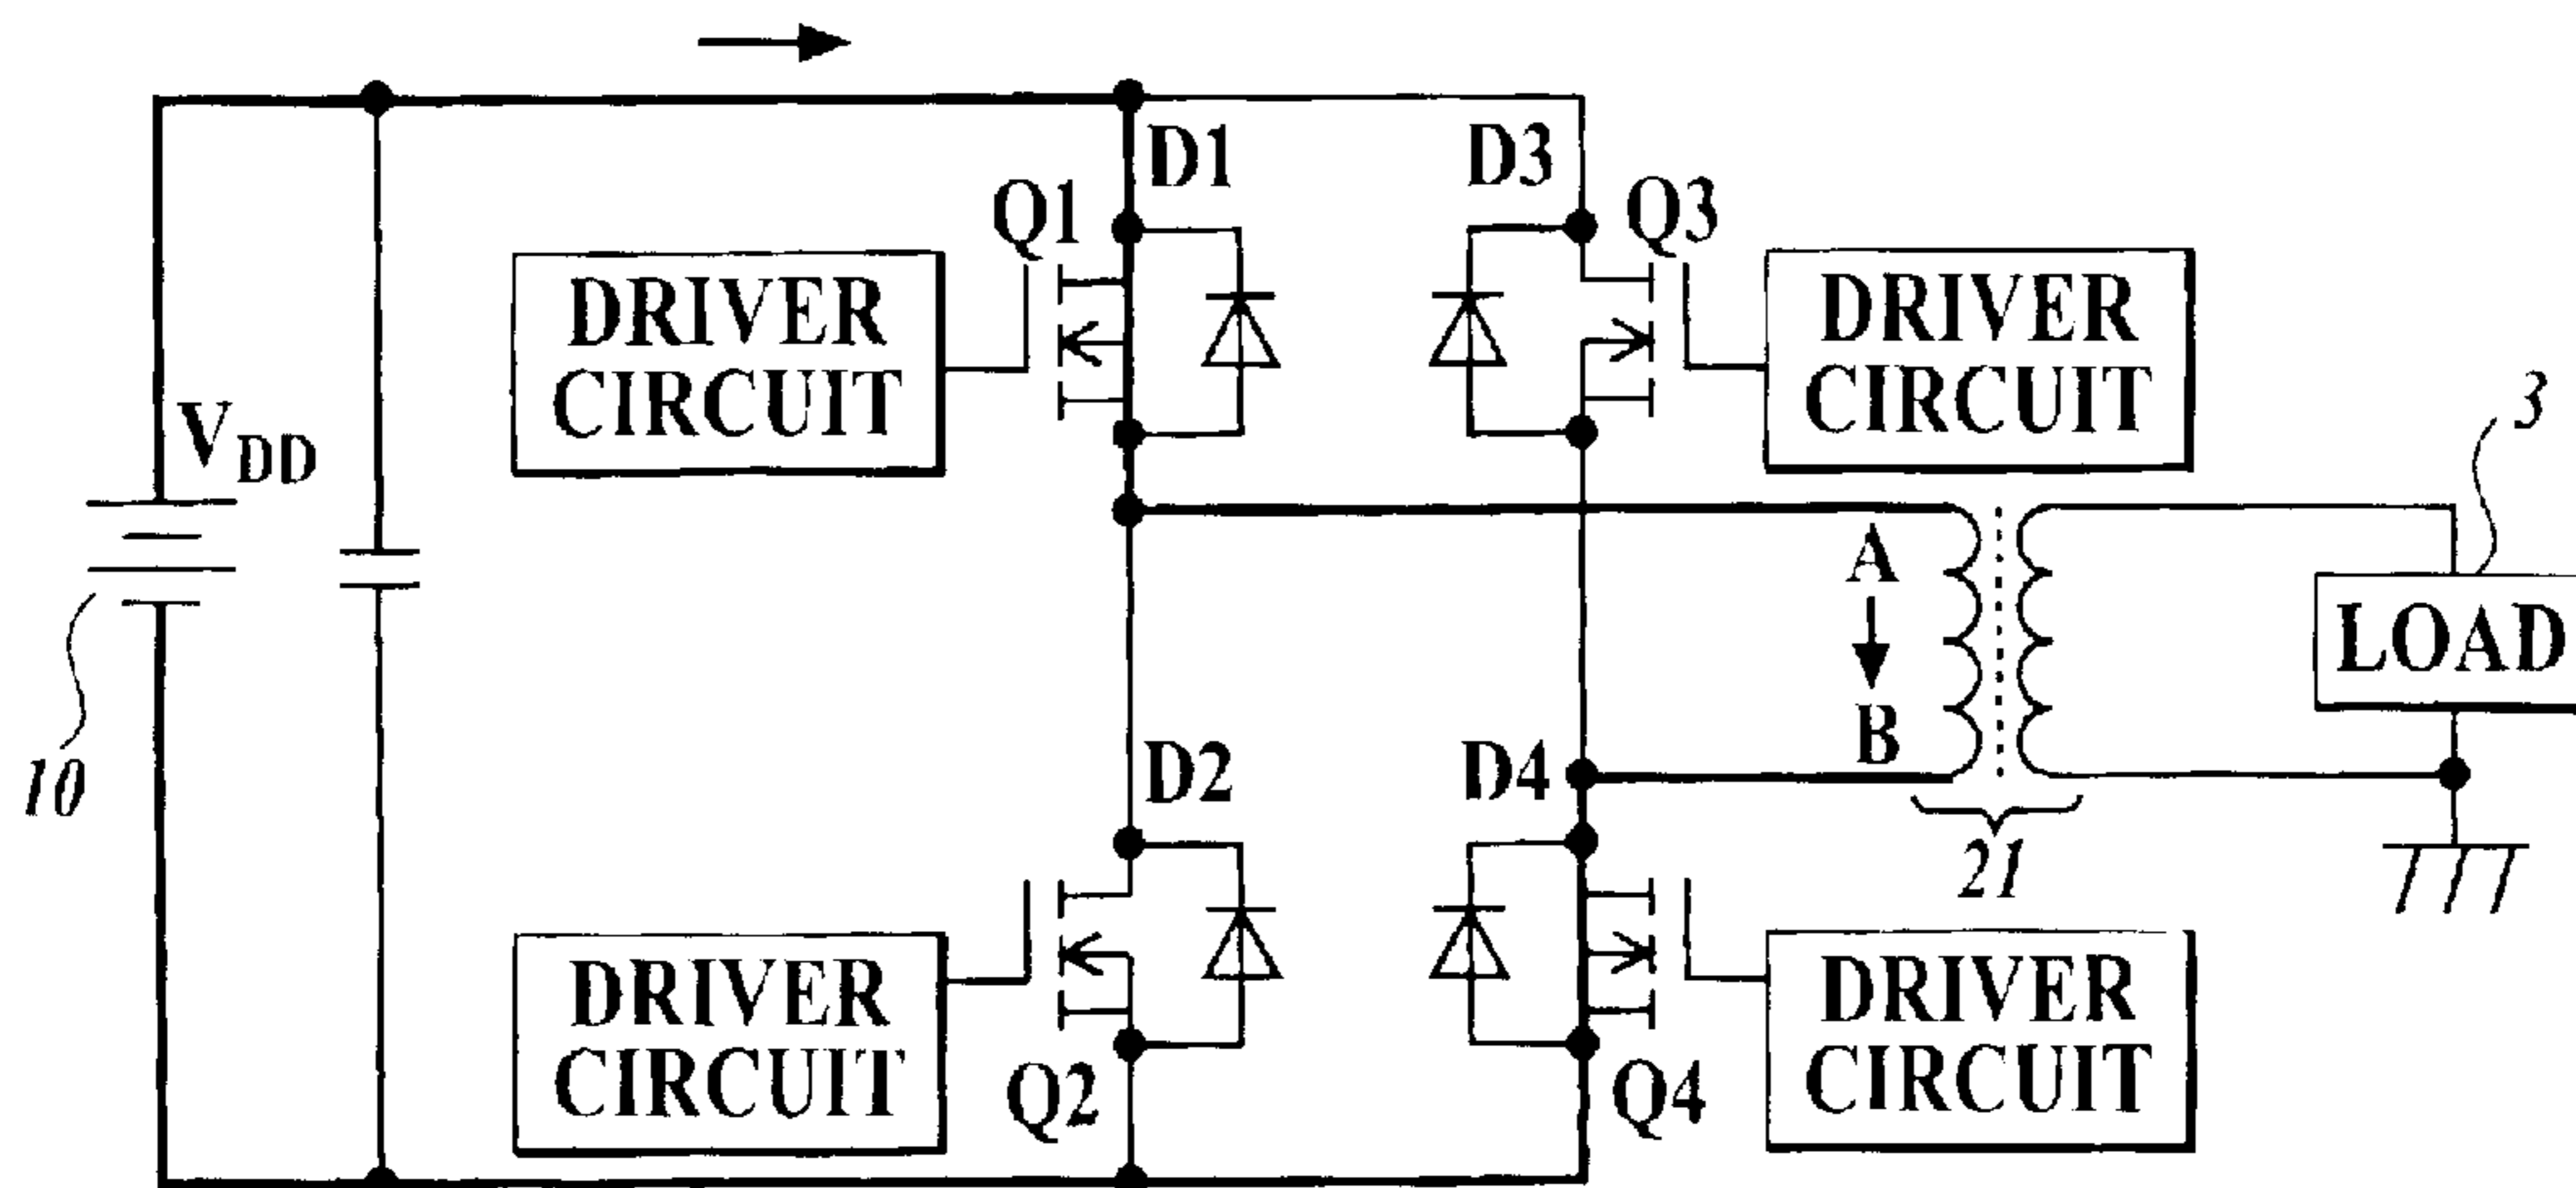 D1
D3
Q1
Q3
DRIVER
CIRCUIT
DRIVER
CIRCUIT
3
VDD
A
LOAD
B
10
D2
D4
21
DRIVER
CIRCUIT
DRIVER
CIRCUIT
Q2
Q4